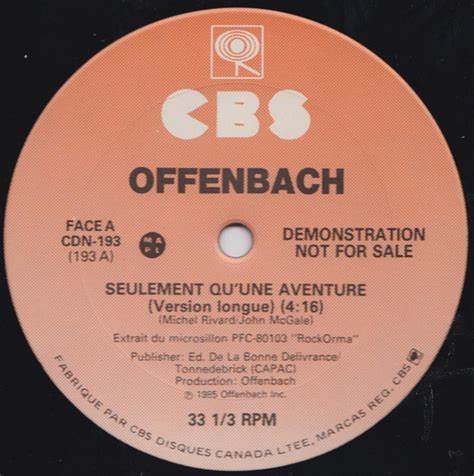 CBS
OFFENBACH
FACE A
CDN-193
(193 A)
M A
P L
DEMONSTRATION
NOT FOR SALE
SEULEMENT QU'UNE AVENTURE
(Version longue) (4:16)
(Michel Rivard/John McGale)
Extrait du microsillon PFC-80103 "RockOrma"
Publisher: Ed. De La Bonne Delivrance/
Tonnedebrick (CAPAC)
Production: Offenbach
℗ 1985 Offenbach Inc.
33 1/3 RPM
FABRIQUE PAR CBS DISQUES CANADA LTEE, MARCAS REG. CBS